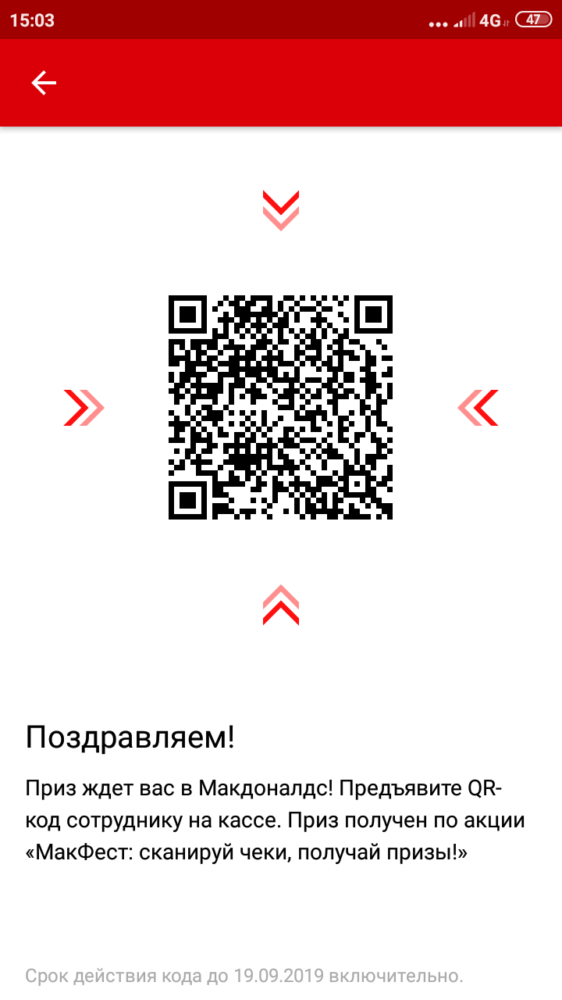 15:03
4G 47
Поздравляем!
Приз ждет вас в Макдоналдс! Предъявите QR-
код сотруднику на кассе. Приз получен по акции
«МакФест: сканируй чеки, получай призы!»
Срок действия кода до 19.09.2019 включительно.